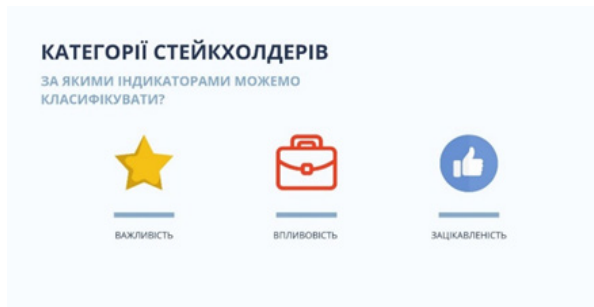 КАТЕГОРІЇ СТЕЙКХОЛДЕРІВ
ЗА ЯКИМИ ІНДИКАТОРАМИ МОЖЕМО
КЛАСИФІКУВАТИ?
ВАЖЛИВІСТЬ
ВПЛИВОВІСТЬ
ЗАЦІКАВЛЕНІСТЬ